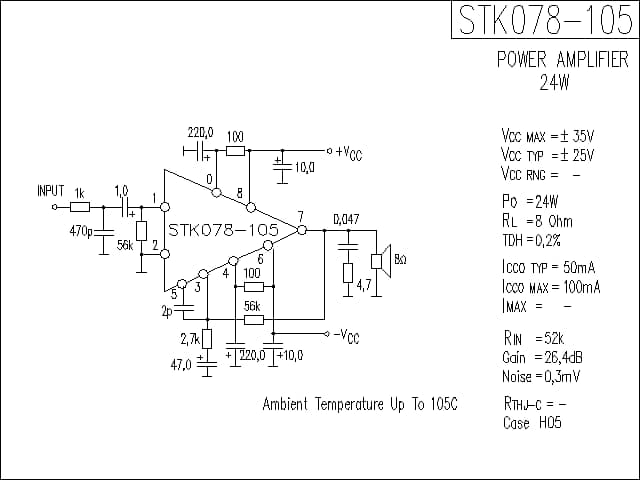 STK078-105
POWER AMPLIFIER
24W
220,0
100
+VCC
10,0
0
8
INPUT
1k
1,0
1
7
0,047
470p
56k
2
STK078-105
6
8Ω
4
100
4,7
3
5
2p
56k
2,7k
-VCC
47,0
220,0
10,0
Ambient Temperature Up To 105C
VCC MAX = ± 35V
VCC TYP = ± 25V
VCC RNG = -
PO = 24W
RL = 8 Ohm
TDH = 0,2%
ICCO TYP = 50mA
ICCO MAX = 100mA
IMAX = -
RIN = 52k
Gain = 26,4dB
Noise = 0,3mV
RTHJ-C = -
Case H05